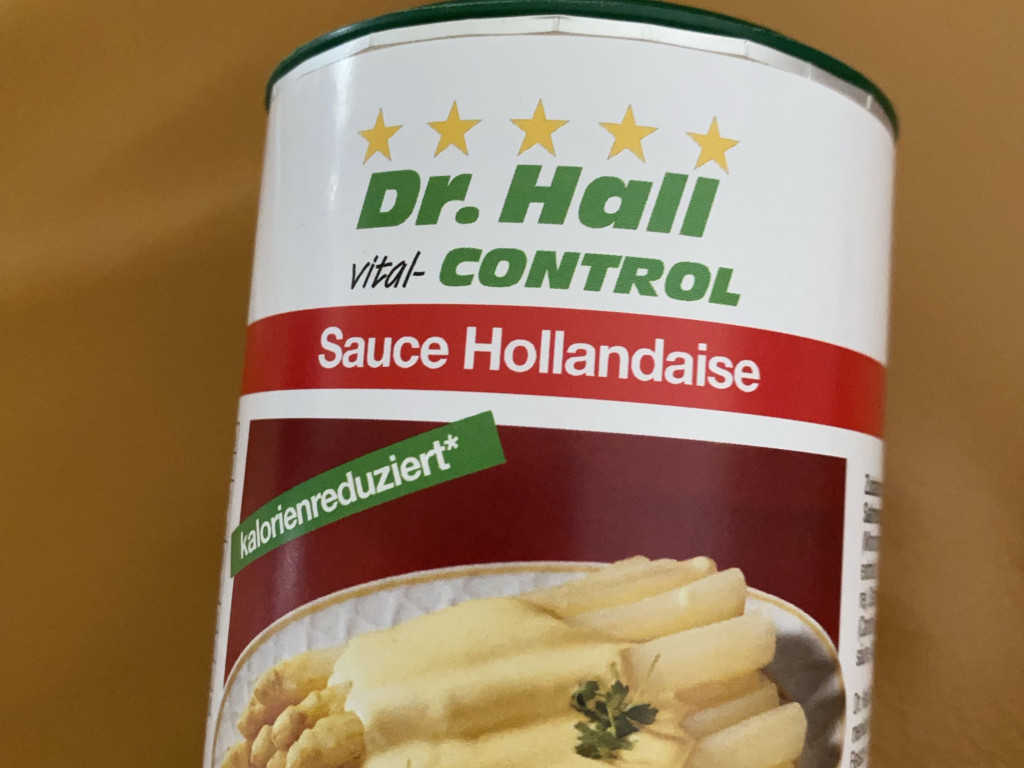 Dr. Hall
vital- CONTROL
Sauce Hollandaise
kalorienreduziert*